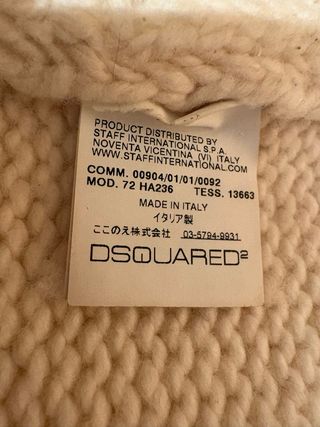 PRODUCT DISTRIBUTED BY
STAFF INTERNATIONAL S.P.A.
NOVENTA VICENTINA (VI) ITALY
WWW.STAFFINTERNATIONAL.COM
COMM. 00904/01/01/0092
MOD. 72 HA236 TESS. 13663
MADE IN ITALY
イタリア製
ここのえ株式会社 03-5794-9931
DSQUARED²